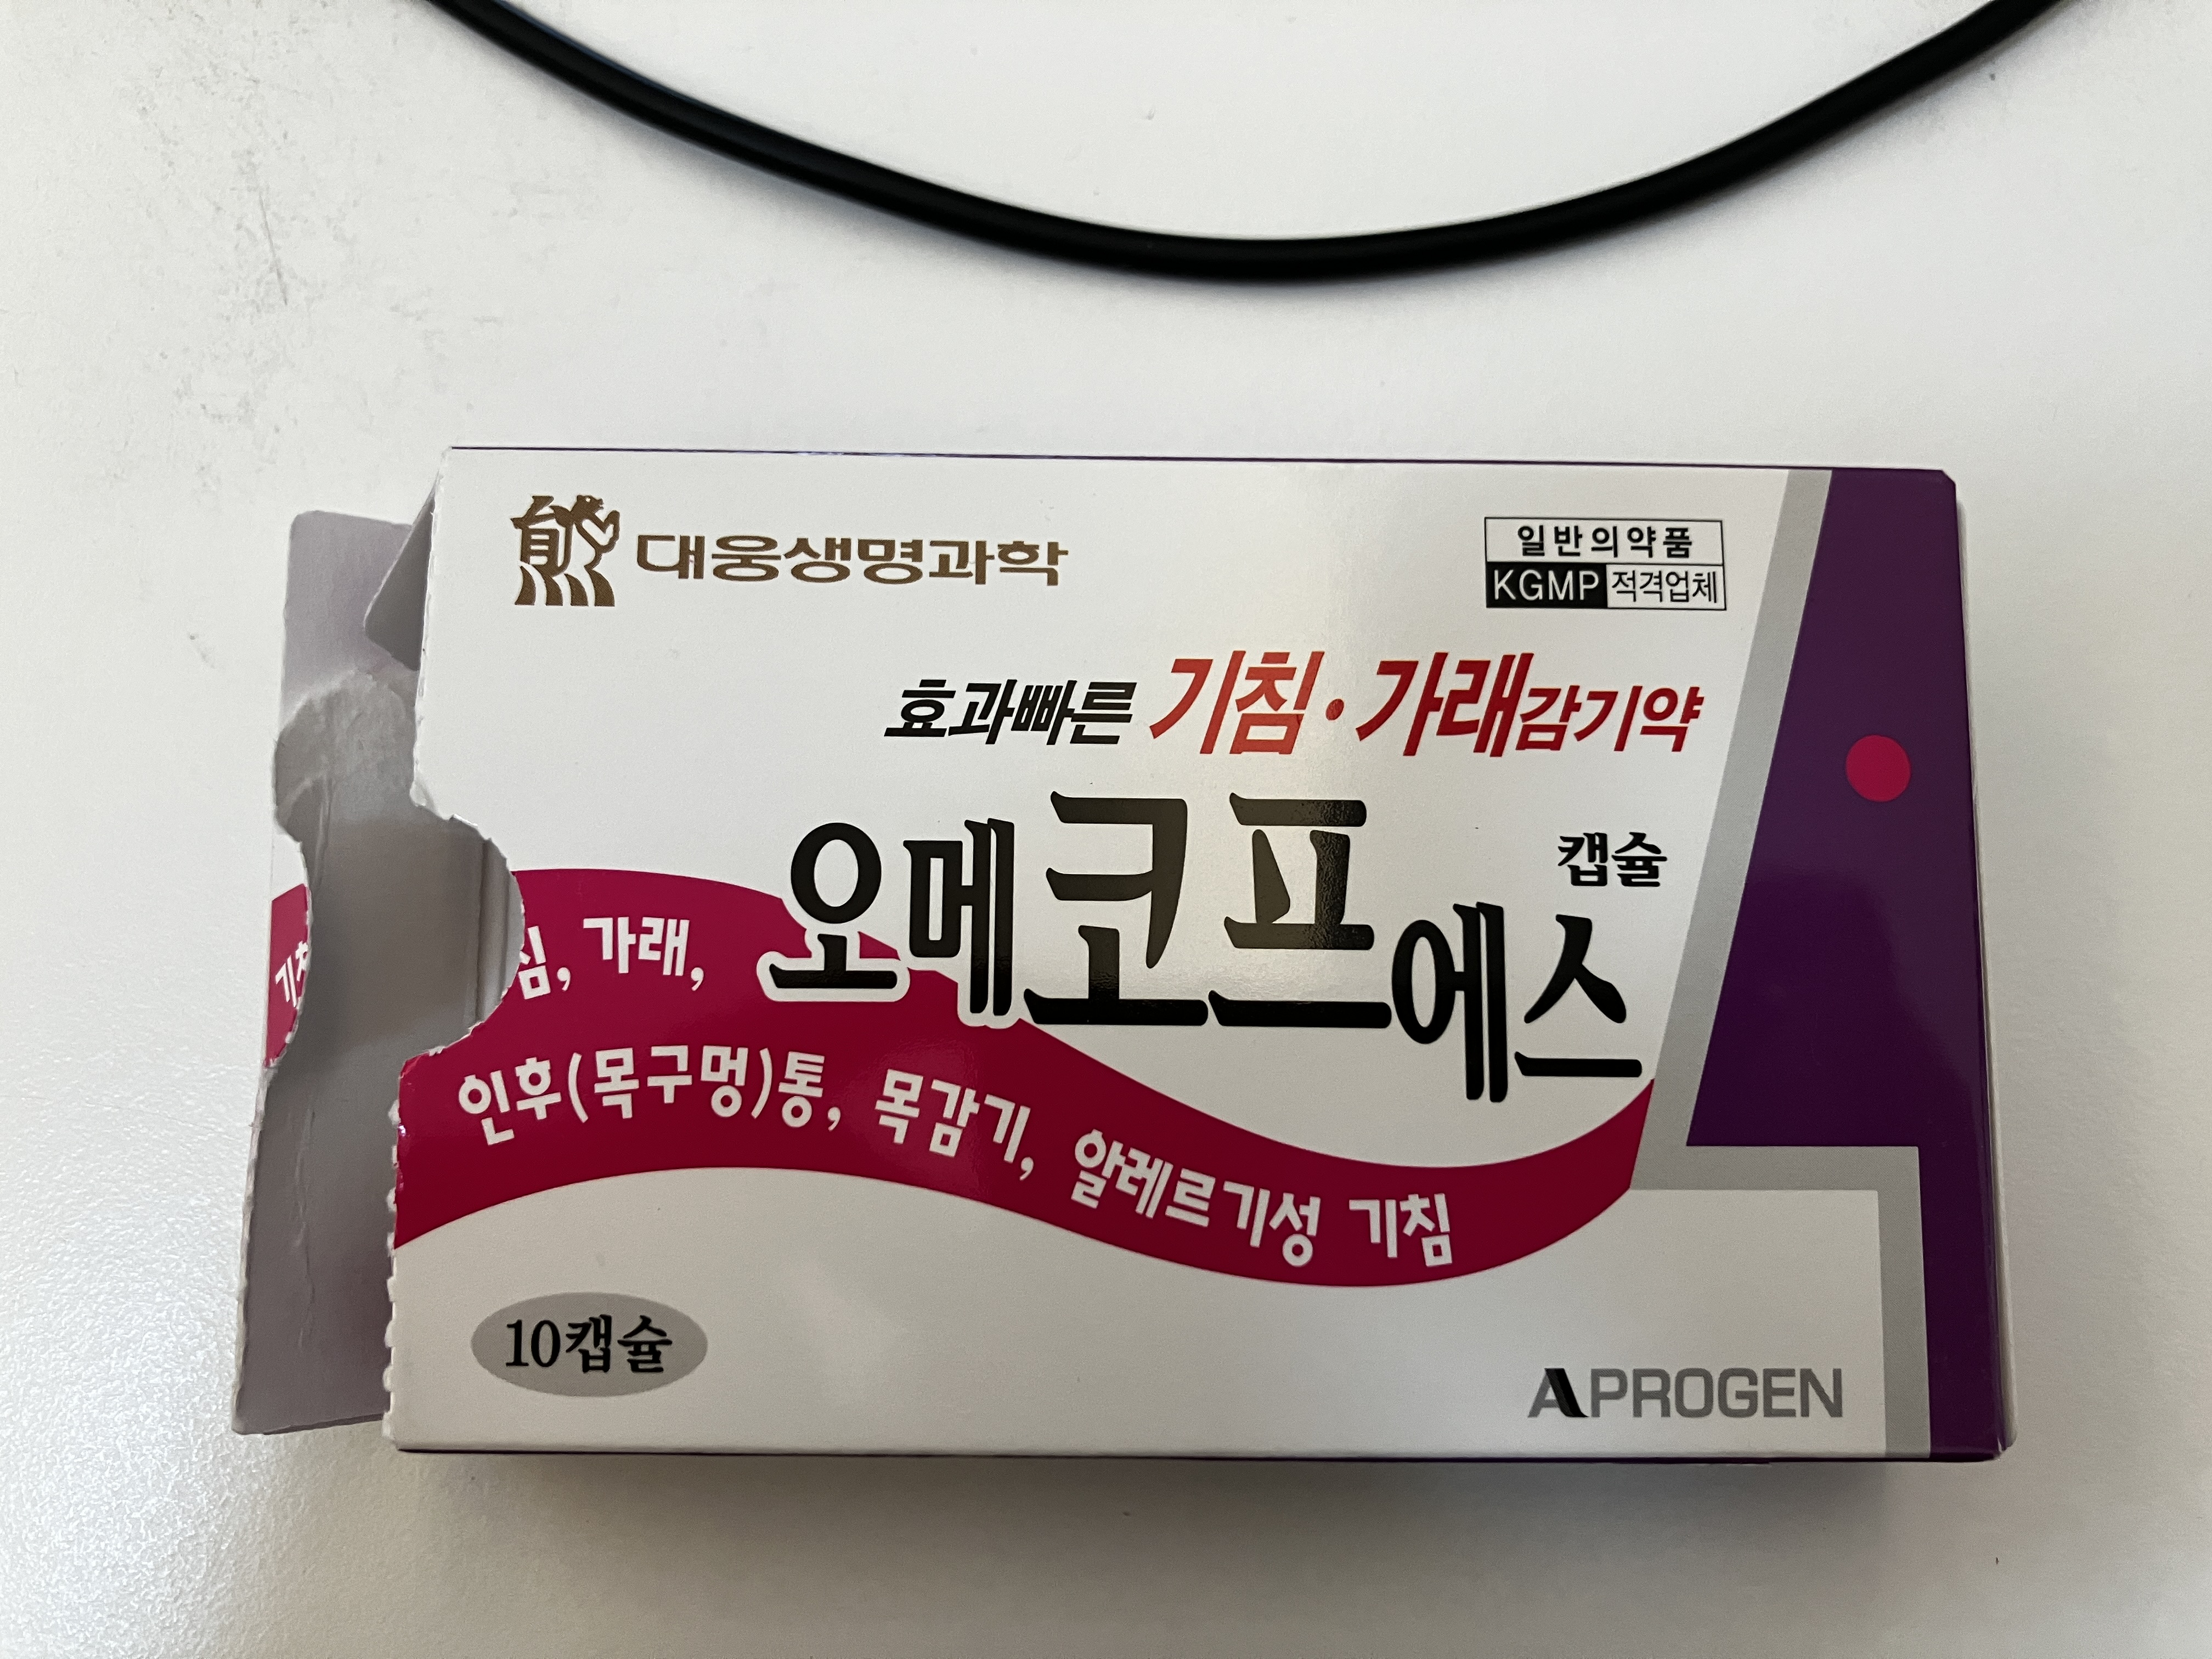 대웅생명과학
일반의약품
KGMP 적격업체
효과빠른 기침·가래감기약
오메코프에스 캡슐
가래,
인후(목구멍)통, 목감기, 알레르기성 기침
10캡슐
APROGEN